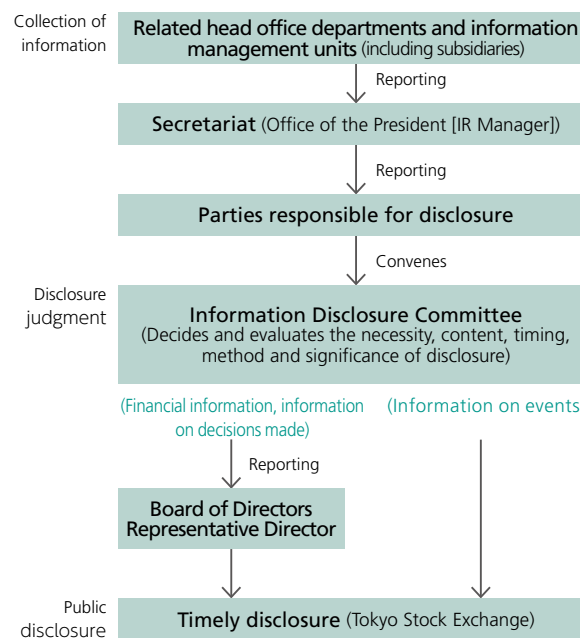 Collection of
information
Related head office departments and information
management units (including subsidiaries)
Reporting
Secretariat (Office of the President [IR Manager])
Reporting
Parties responsible for disclosure
Convenes
Disclosure
judgment
Information Disclosure Committee
(Decides and evaluates the necessity, content, timing,
method and significance of disclosure)
(Financial information, information
on decisions made)
(Information on events
Reporting
Board of Directors
Representative Director
Public
disclosure
Timely disclosure (Tokyo Stock Exchange)